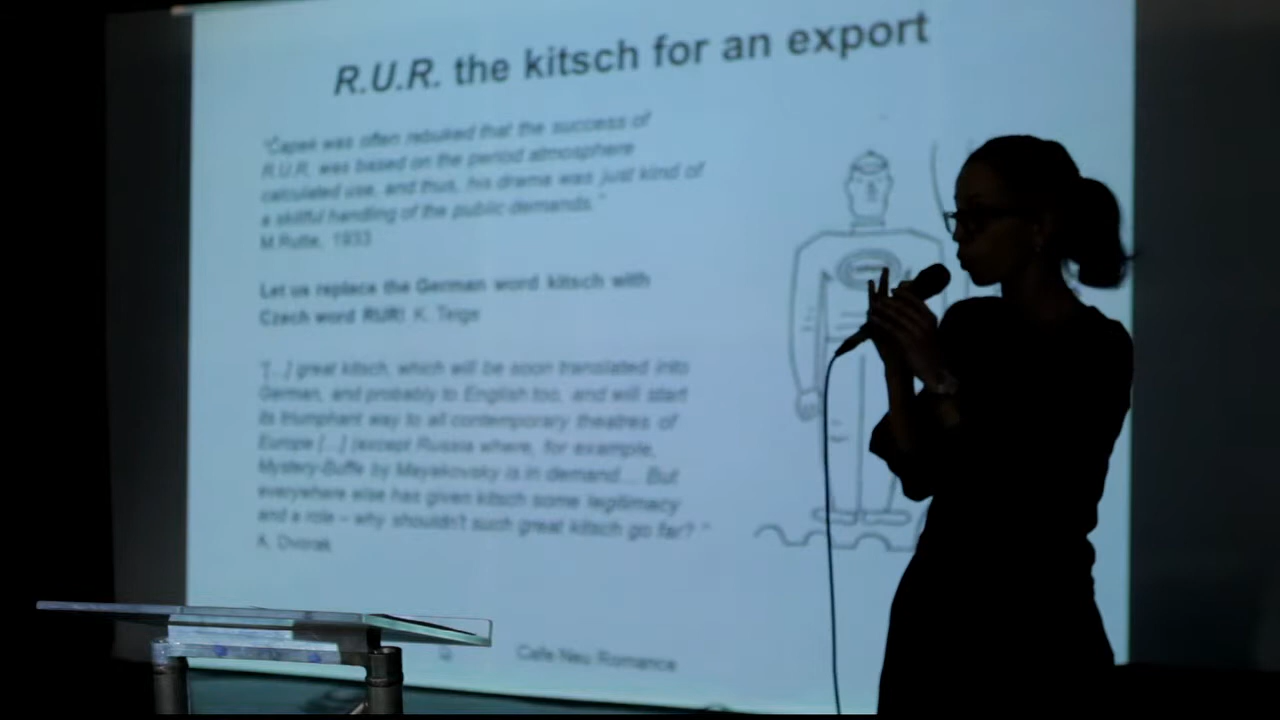 R.U.R. the kitsch for an export
"Čapek was often rebuked that the success of
R.U.R. was based on the period atmosphere
calculated use, and thus, his drama was just kind of
a skillful handling of the public demands."
M.Rutte, 1933
Let us replace the German word kitsch with
Czech word RUR! K. Teige
"[...] great kitsch, which will be soon translated into
German, and probably to English too, and will start
its triumphant way to all contemporary theatres of
Europe [...] (except Russia where, for example,
Mystery-Buffe by Mayakovsky is in demand... But
everywhere else has given kitsch some legitimacy
and a role – why shouldn't such great kitsch go far? "
A. Dvorak
Cafe Neu Romance